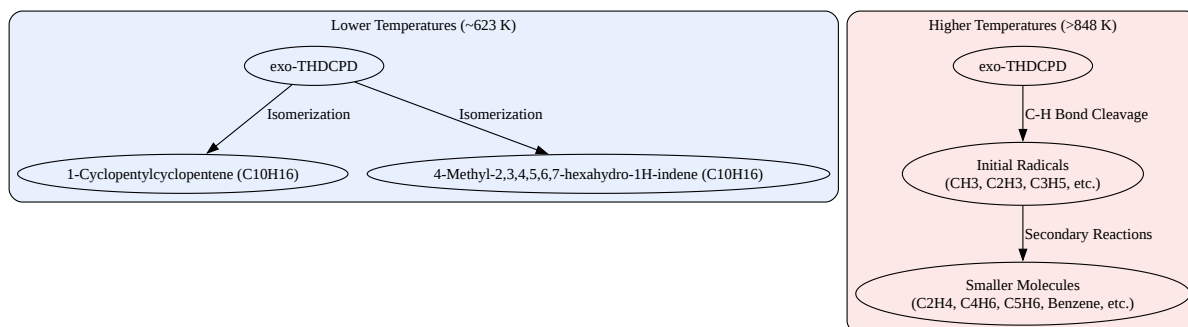 Lower Temperatures (~623 K)
exo-THDCPD
Isomerization
Isomerization
1-Cyclopentylcyclopentene (C10H16)
4-Methyl-2,3,4,5,6,7-hexahydro-1H-indene (C10H16)
Higher Temperatures (>848 K)
exo-THDCPD
C-H Bond Cleavage
Initial Radicals
(CH3, C2H3, C3H5, etc.)
Secondary Reactions
Smaller Molecules
(C2H4, C4H6, C5H6, Benzene, etc.)